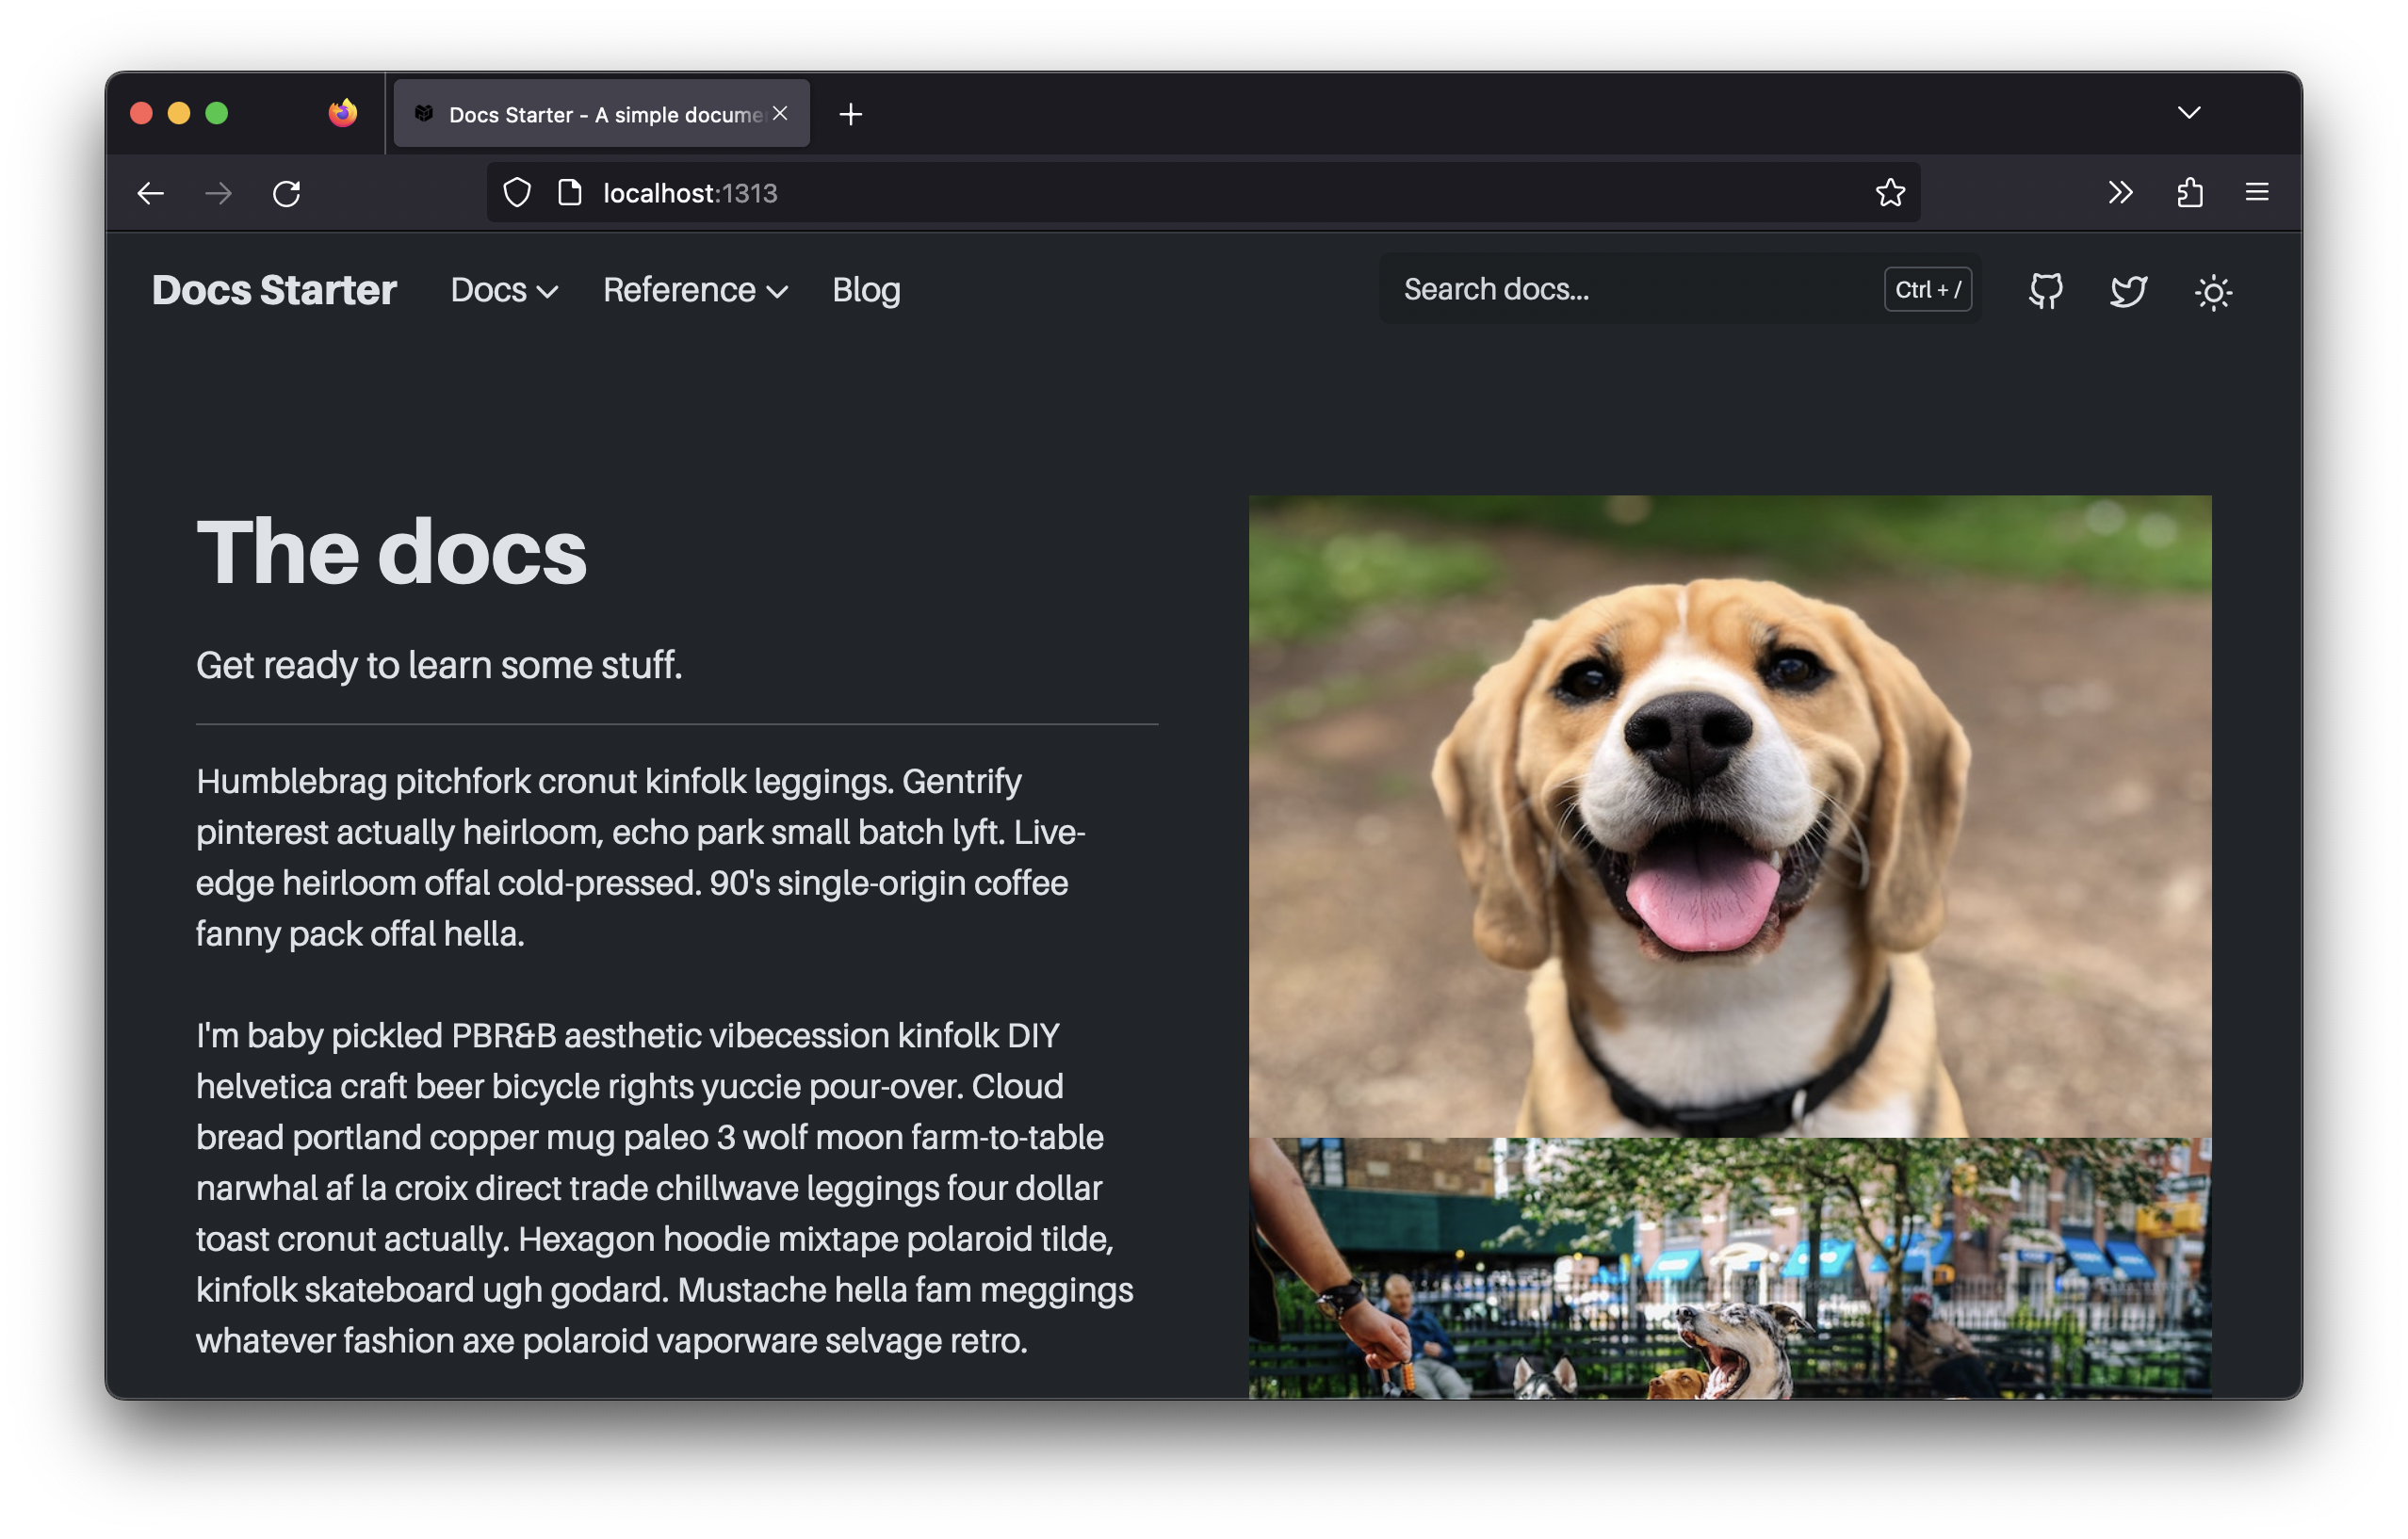 Docs Starter - A simple docume
localhost:1313
Docs Starter Docs Reference Blog Search docs... Ctrl + /
The docs
Get ready to learn some stuff.
Humblebrag pitchfork cronut kinfolk leggings. Gentrify
pinterest actually heirloom, echo park small batch lyft. Live-
edge heirloom offal cold-pressed. 90's single-origin coffee
fanny pack offal hella.
I'm baby pickled PBR&B aesthetic vibecession kinfolk DIY
helvetica craft beer bicycle rights yuccie pour-over. Cloud
bread portland copper mug paleo 3 wolf moon farm-to-table
narwhal af la croix direct trade chillwave leggings four dollar
toast cronut actually. Hexagon hoodie mixtape polaroid tilde,
kinfolk skateboard ugh godard. Mustache hella fam meggings
whatever fashion axe polaroid vaporware selvage retro.